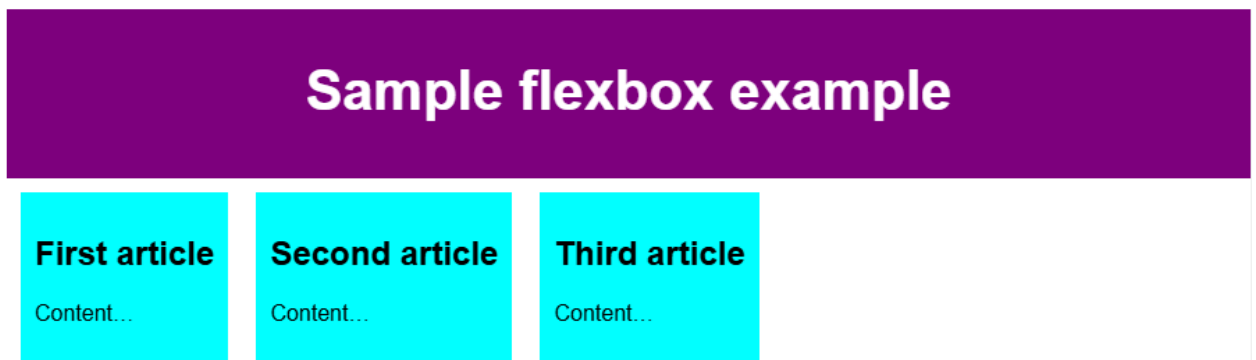 Sample flexbox example
First article
Content…
Second article
Content…
Third article
Content…